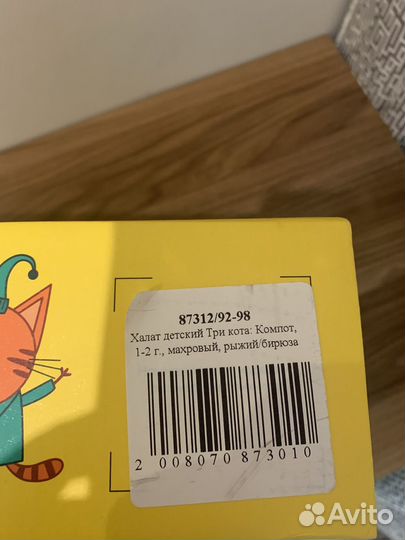 87312/92-98
Халат детский Три кота: Компот,
1-2 г., махровый, рыжий/бирюза
2 008070 873010
Avito